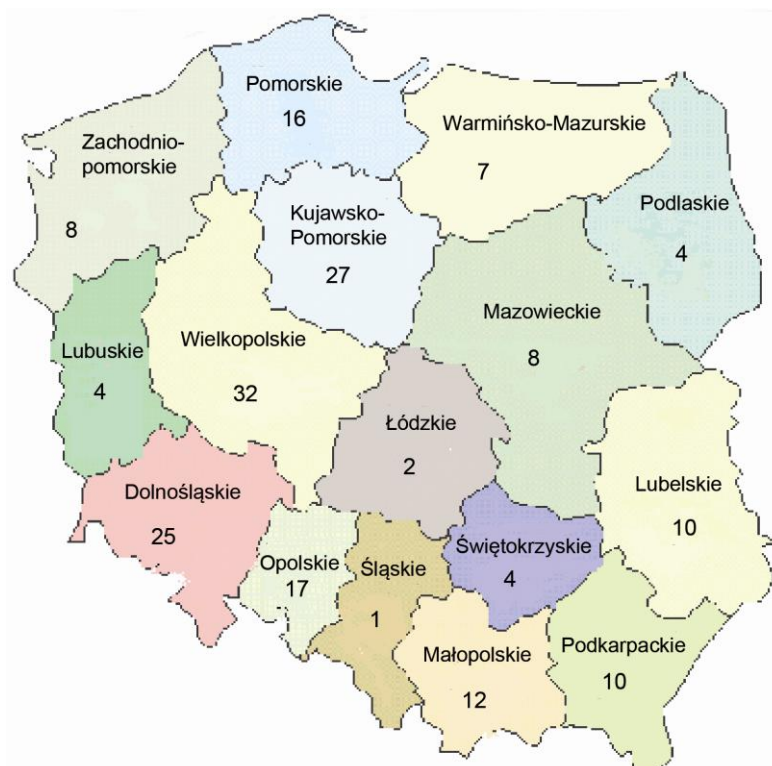 Pomorskie
16
Warmińsko-Mazurskie
7
Zachodnio-
pomorskie
8
Podlaskie
4
Kujawsko-
Pomorskie
27
Mazowieckie
8
Wielkopolskie
32
Lubuskie
4
Łódzkie
2
Lubelskie
10
Dolnośląskie
25
Opolskie
17
Śląskie
1
Świętokrzyskie
4
Małopolskie
12
Podkarpackie
10